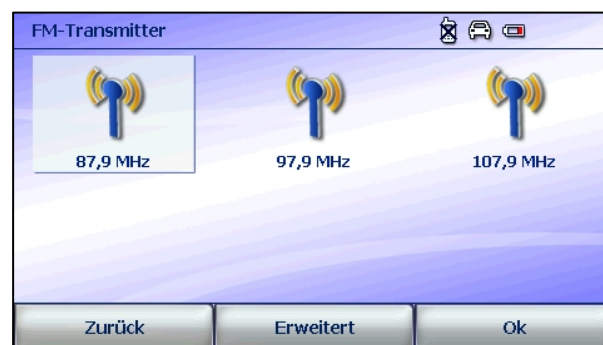 FM-Transmitter
87,9 MHz 97,9 MHz 107,9 MHz
Zurück Erweitert Ok